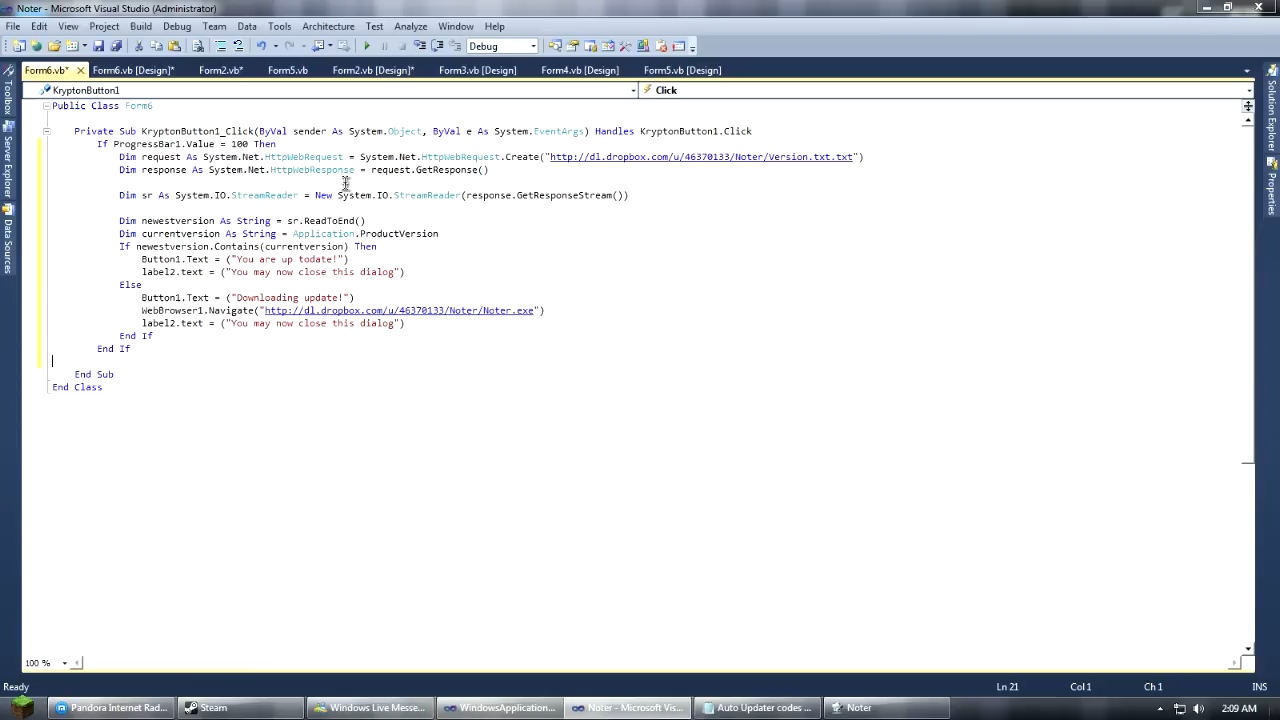 Noter - Microsoft Visual Studio
File Edit View Project Build Debug Team Data Tools Architecture Test Analyze Window Help
Debug
Form6.vb* Form6.vb [Design]* Form2.vb* Form5.vb Form2.vb [Design]* Form3.vb [Design] Form4.vb [Design] Form5.vb [Design]
KryptonButton1 Click
Toolbox
Server Explorer
Data Sources
Solution Explorer
Properties
Public Class Form6
Private Sub KryptonButton1_Click(ByVal sender As System.Object, ByVal e As System.EventArgs) Handles KryptonButton1.Click
If ProgressBar1.Value = 100 Then
Dim request As System.Net.HttpWebRequest = System.Net.HttpWebRequest.Create("http://dl.dropbox.com/u/46370133/Noter/Version.txt.txt")
Dim response As System.Net.HttpWebResponse = request.GetResponse()
Dim sr As System.IO.StreamReader = New System.IO.StreamReader(response.GetResponseStream())
Dim newestversion As String = sr.ReadToEnd()
Dim currentversion As String = Application.ProductVersion
If newestversion.Contains(currentversion) Then
Button1.Text = ("You are up todate!")
label2.text = ("You may now close this dialog")
Else
Button1.Text = ("Downloading update!")
WebBrowser1.Navigate("http://dl.dropbox.com/u/46370133/Noter/Noter.exe")
label2.text = ("You may now close this dialog")
End If
End If
End Sub
End Class
100 %
Ready Ln 21 Col 1 Ch 1 INS
Pandora Internet Rad... Steam Windows Live Messe... WindowsApplication... Noter - Microsoft Vis... Auto Updater codes ... Noter 2:09 AM